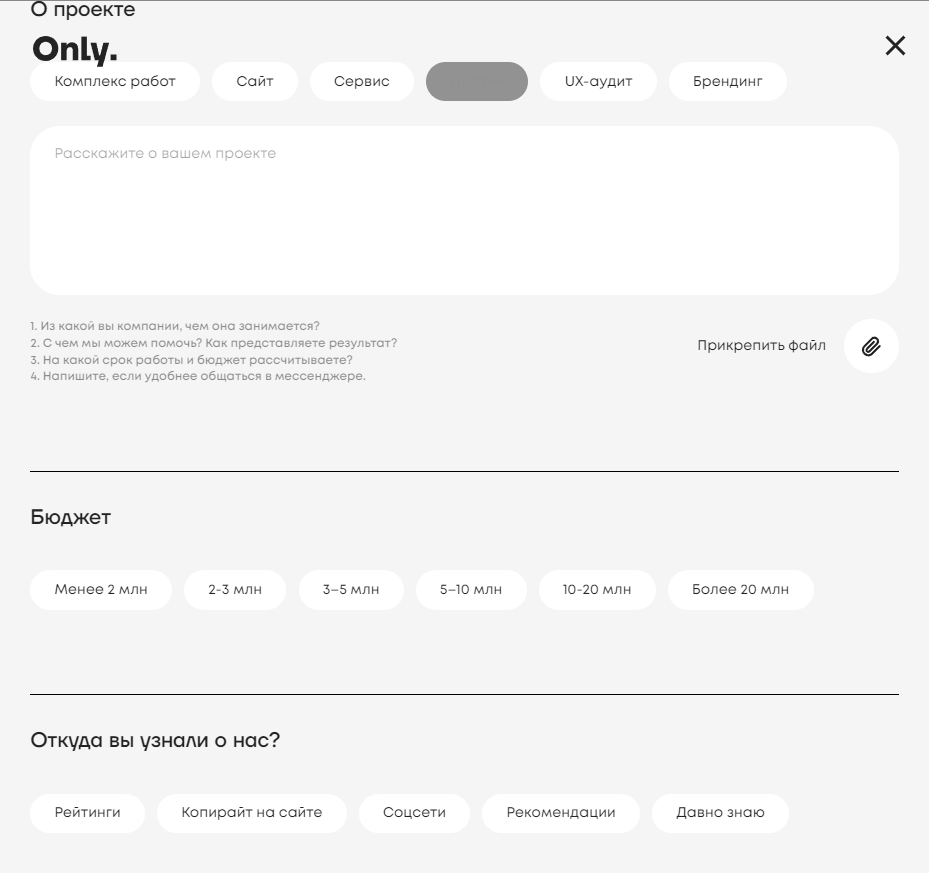 О проекте
Only.
Комплекс работ
Сайт
Сервис
UX-аудит
Брендинг
Расскажите о вашем проекте
1. Из какой вы компании, чем она занимается?
2. С чем мы можем помочь? Как представляете результат?
3. На какой срок работы и бюджет рассчитываете?
4. Напишите, если удобнее общаться в мессенджере.
Прикрепить файл
Бюджет
Менее 2 млн
2-3 млн
3–5 млн
5–10 млн
10-20 млн
Более 20 млн
Откуда вы узнали о нас?
Рейтинги
Копирайт на сайте
Соцсети
Рекомендации
Давно знаю